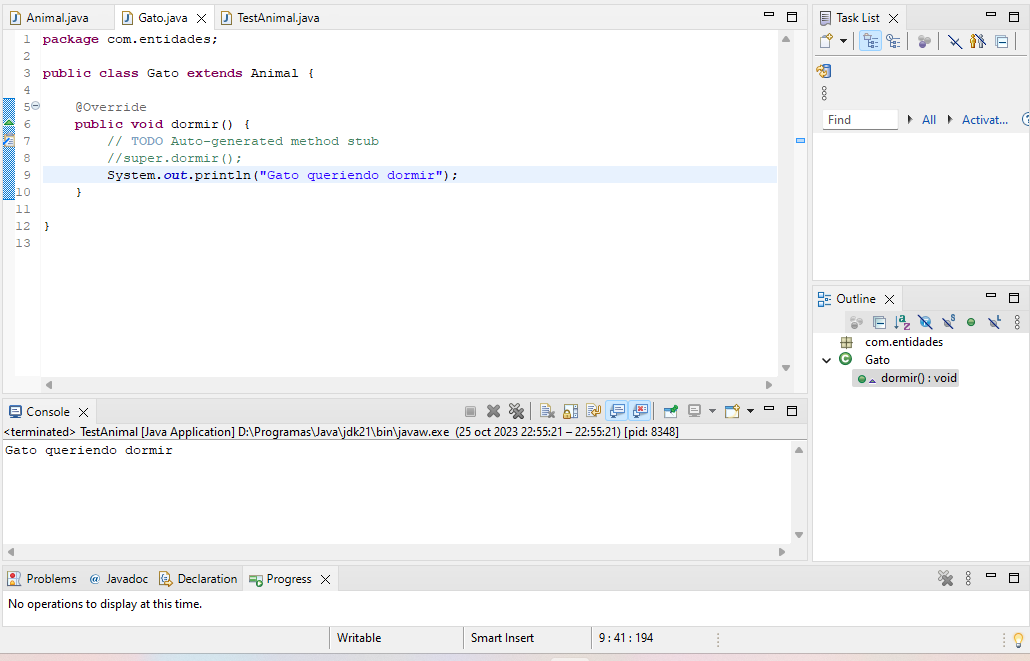 Animal.java Gato.java TestAnimal.java
1 package com.entidades;
2
3 public class Gato extends Animal {
4
5 @Override
6 public void dormir() {
7 // TODO Auto-generated method stub
8 //super.dormir();
9 System.out.println("Gato queriendo dormir");
10 }
11
12 }
13
Task List
Find All Activat...
Outline
com.entidades
Gato
dormir() : void
Console
<terminated> TestAnimal [Java Application] D:\Programas\Java\jdk21\bin\javaw.exe (25 oct 2023 22:55:21 – 22:55:21) [pid: 8348]
Gato queriendo dormir
Problems @ Javadoc Declaration Progress
No operations to display at this time.
Writable Smart Insert 9 : 41 : 194